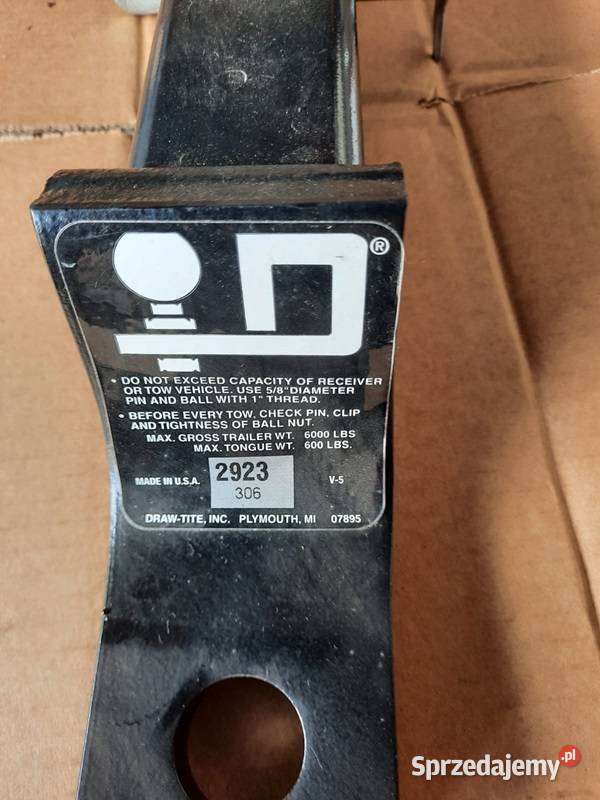 D ®
• DO NOT EXCEED CAPACITY OF RECEIVER
OR TOW VEHICLE. USE 5/8" DIAMETER
PIN AND BALL WITH 1" THREAD.
• BEFORE EVERY TOW, CHECK PIN, CLIP
AND TIGHTNESS OF BALL NUT.
MAX. GROSS TRAILER WT. 6000 LBS
MAX. TONGUE WT. 600 LBS.
MADE IN U.S.A. 2923 V-5
306
DRAW-TITE, INC. PLYMOUTH, MI 07895
Sprzedajemy.pl